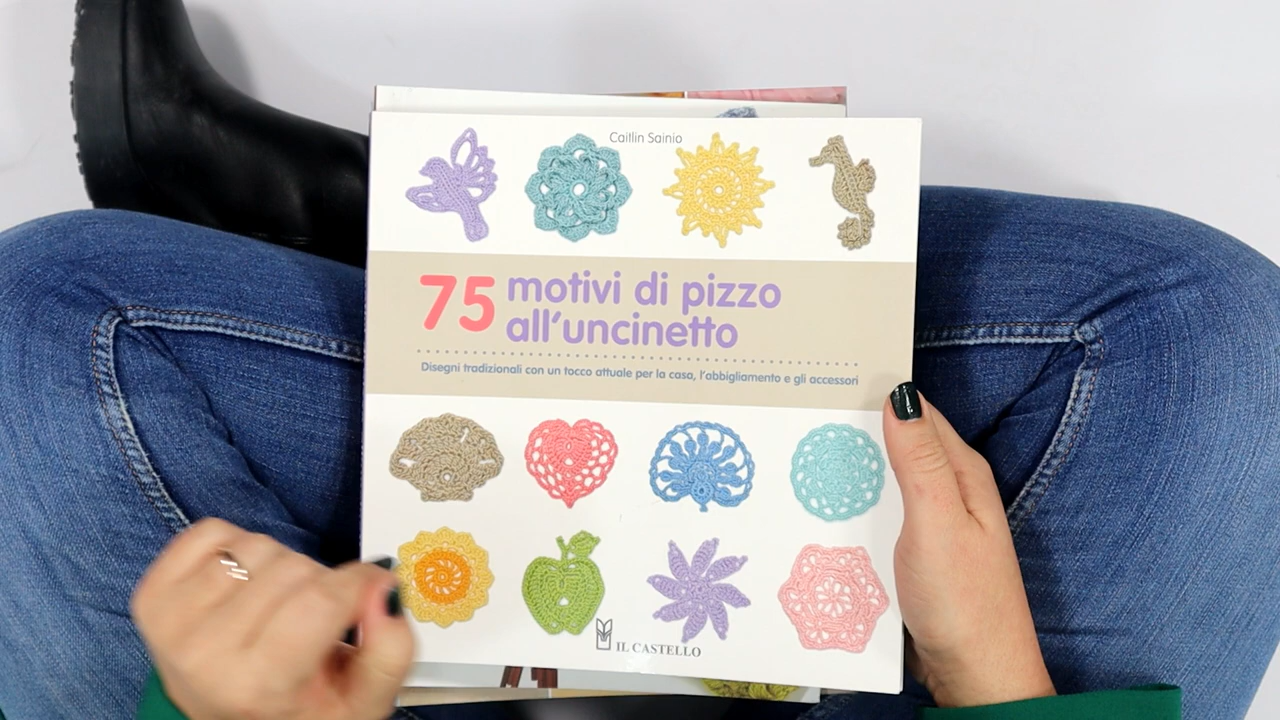 Caitlin Sainio
75 motivi di pizzo
all'uncinetto
Disegni tradizionali con un tocco attuale per la casa, l'abbigliamento e gli accessori
IL CASTELLO